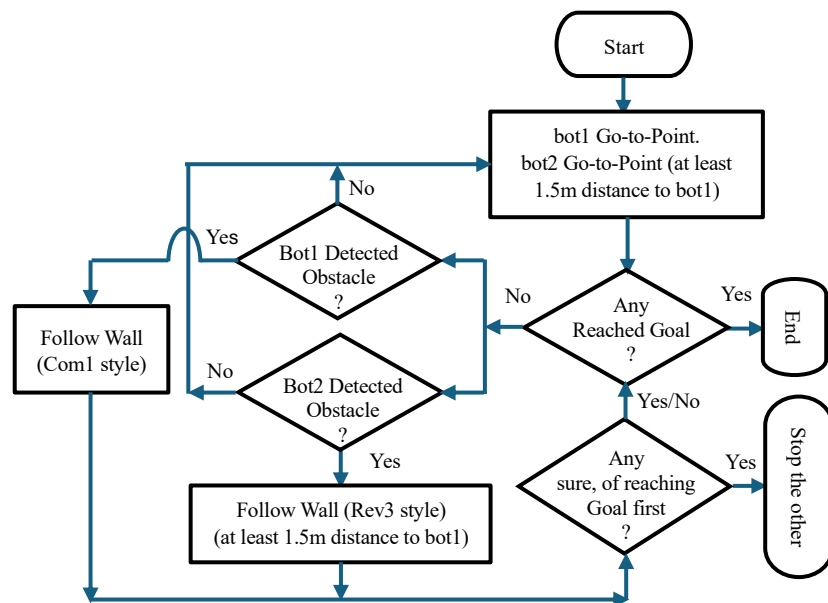 Start
bot1 Go-to-Point.
bot2 Go-to-Point (at least
1.5m distance to bot1)
No
Yes
Bot1 Detected
Obstacle
?
Any
Reached Goal
?
No
Yes
End
Follow Wall
(Com1 style)
No
Bot2 Detected
Obstacle
?
Yes
Yes/No
Any
sure, of reaching
Goal first
?
Yes
Stop the other
Follow Wall (Rev3 style)
(at least 1.5m distance to bot1)